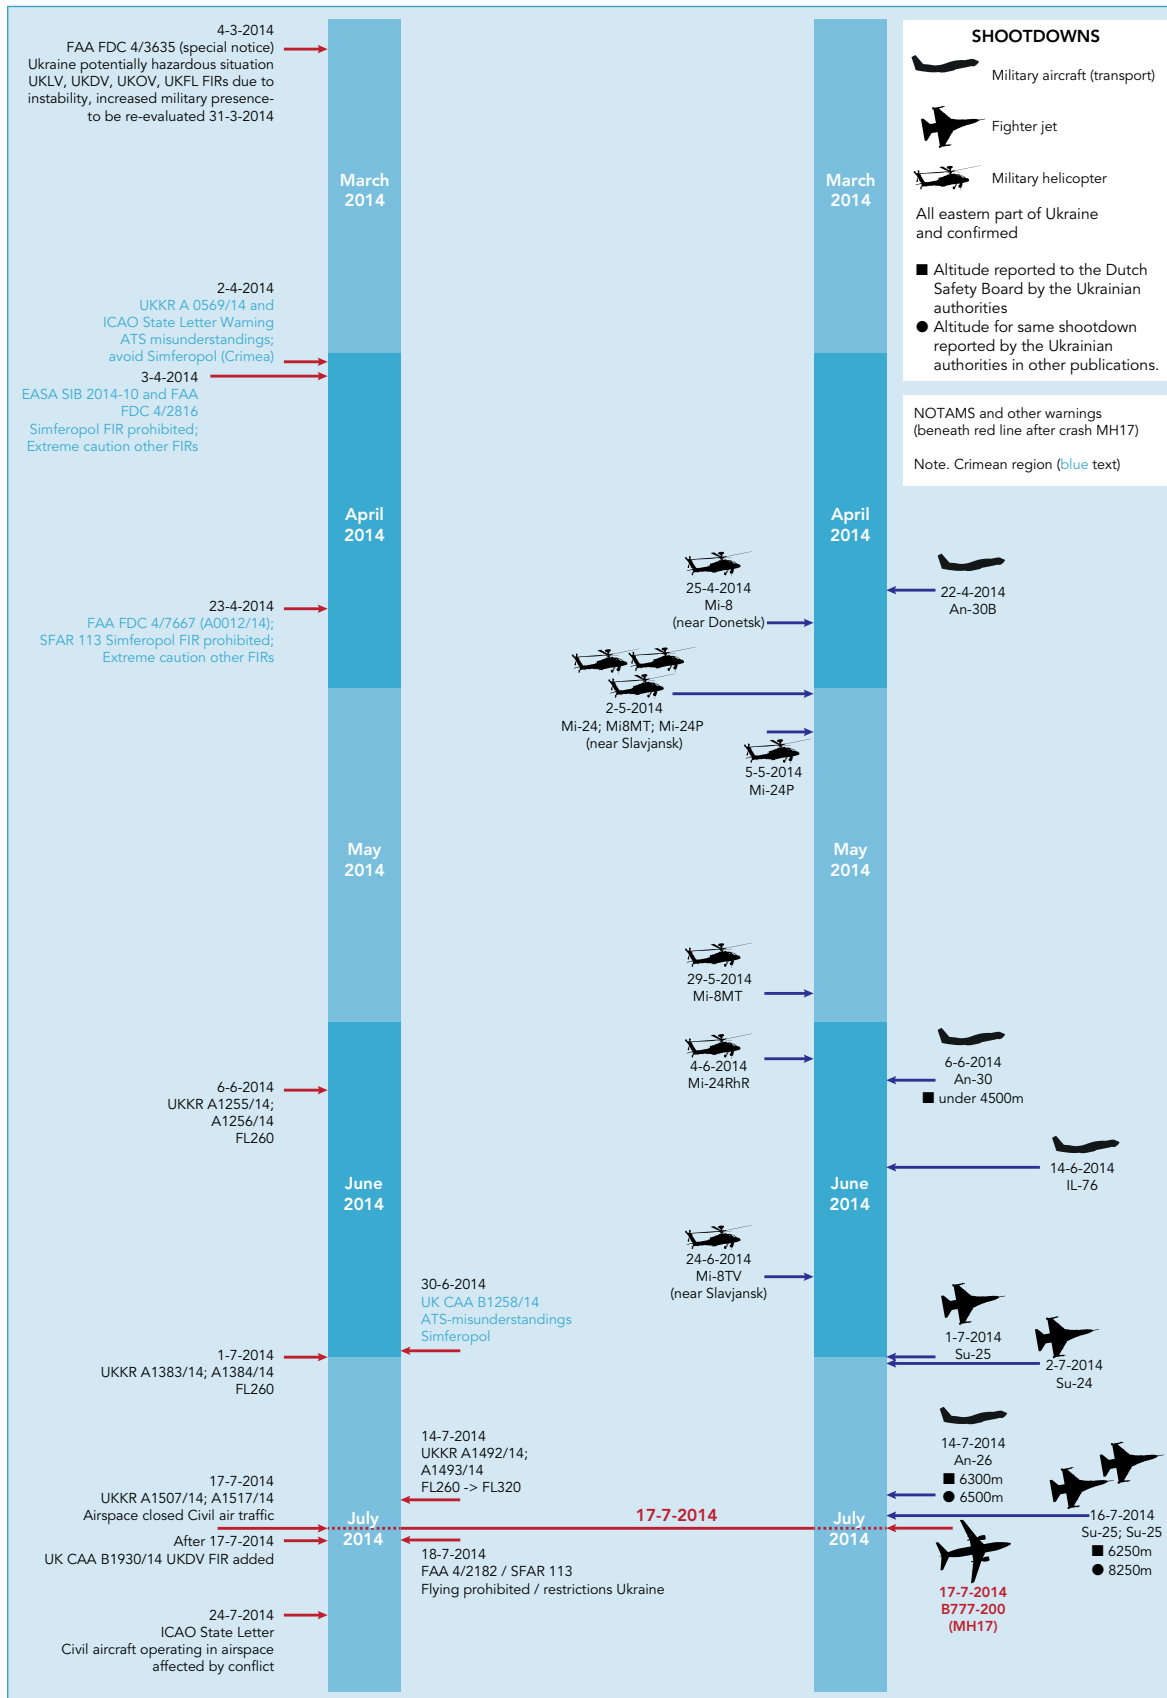 4-3-2014
FAA FDC 4/3635 (special notice)
Ukraine potentially hazardous situation
UKLV, UKDV, UKOV, UKFL FIRs due to
instability, increased military presence-
to be re-evaluated 31-3-2014
March
2014
2-4-2014
UKKR A 0569/14 and
ICAO State Letter Warning
ATS misunderstandings;
avoid Simferopol (Crimea)
3-4-2014
EASA SIB 2014-10 and FAA
FDC 4/2816
Simferopol FIR prohibited;
Extreme caution other FIRs
April
2014
23-4-2014
FAA FDC 4/7667 (A0012/14);
SFAR 113 Simferopol FIR prohibited;
Extreme caution other FIRs
May
2014
6-6-2014
UKKR A1255/14;
A1256/14
FL260
June
2014
30-6-2014
UK CAA B1258/14
ATS-misunderstandings
Simferopol
1-7-2014
UKKR A1383/14; A1384/14
FL260
14-7-2014
UKKR A1492/14;
A1493/14
FL260 -> FL320
17-7-2014
UKKR A1507/14; A1517/14
Airspace closed Civil air traffic
July
2014
After 17-7-2014
UK CAA B1930/14 UKDV FIR added
18-7-2014
FAA 4/2182 / SFAR 113
Flying prohibited / restrictions Ukraine
24-7-2014
ICAO State Letter
Civil aircraft operating in airspace
affected by conflict
17-7-2014
March
2014
April
2014
25-4-2014
Mi-8
(near Donetsk)
22-4-2014
An-30B
2-5-2014
Mi-24; Mi8MT; Mi-24P
(near Slavjansk)
5-5-2014
Mi-24P
May
2014
29-5-2014
Mi-8MT
4-6-2014
Mi-24RhR
6-6-2014
An-30
■ under 4500m
14-6-2014
IL-76
June
2014
24-6-2014
Mi-8TV
(near Slavjansk)
1-7-2014
Su-25
2-7-2014
Su-24
14-7-2014
An-26
■ 6300m
● 6500m
16-7-2014
Su-25; Su-25
■ 6250m
● 8250m
July
2014
17-7-2014
B777-200
(MH17)
SHOOTDOWNS
Military aircraft (transport)
Fighter jet
Military helicopter
All eastern part of Ukraine
and confirmed
■ Altitude reported to the Dutch
Safety Board by the Ukrainian
authorities
● Altitude for same shootdown
reported by the Ukrainian
authorities in other publications.
NOTAMS and other warnings
(beneath red line after crash MH17)
Note. Crimean region (blue text)